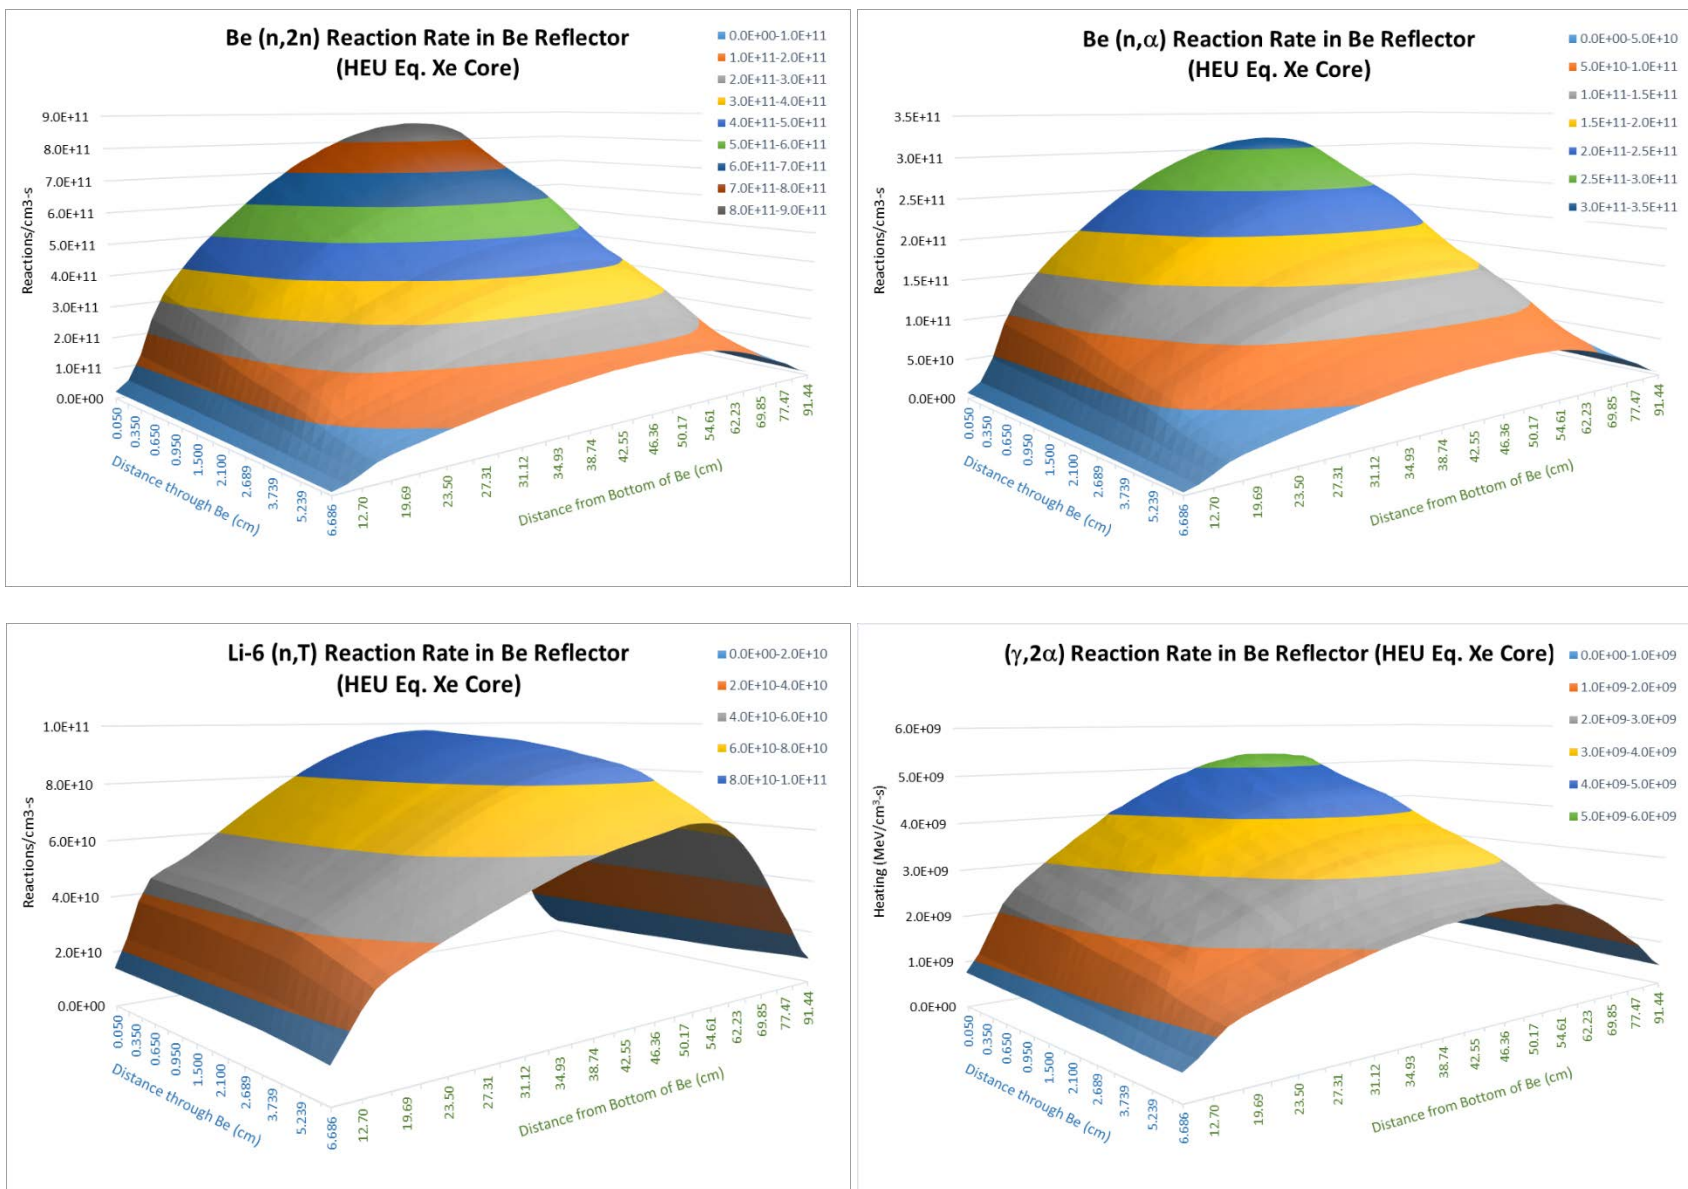 Be (n,2n) Reaction Rate in Be Reflector
(HEU Eq. Xe Core)
0.0E+00-1.0E+11
1.0E+11-2.0E+11
2.0E+11-3.0E+11
3.0E+11-4.0E+11
4.0E+11-5.0E+11
5.0E+11-6.0E+11
6.0E+11-7.0E+11
7.0E+11-8.0E+11
8.0E+11-9.0E+11
9.0E+11
8.0E+11
7.0E+11
6.0E+11
5.0E+11
4.0E+11
3.0E+11
2.0E+11
1.0E+11
0.0E+00
Reactions/cm3-s
0.050
0.350
0.650
0.950
1.500
2.100
2.689
3.739
5.239
6.686
Distance through Be (cm)
12.70
19.69
23.50
27.31
31.12
34.93
38.74
42.55
46.36
50.17
54.61
62.23
69.85
77.47
91.44
Distance from Bottom of Be (cm)
Be (n,α) Reaction Rate in Be Reflector
(HEU Eq. Xe Core)
0.0E+00-5.0E+10
5.0E+10-1.0E+11
1.0E+11-1.5E+11
1.5E+11-2.0E+11
2.0E+11-2.5E+11
2.5E+11-3.0E+11
3.0E+11-3.5E+11
3.5E+11
3.0E+11
2.5E+11
2.0E+11
1.5E+11
1.0E+11
5.0E+10
0.0E+00
Reactions/cm3-s
0.050
0.350
0.650
0.950
1.500
2.100
2.689
3.739
5.239
6.686
Distance through Be (cm)
12.70
19.69
23.50
27.31
31.12
34.93
38.74
42.55
46.36
50.17
54.61
62.23
69.85
77.47
91.44
Distance from Bottom of Be (cm)
Li-6 (n,T) Reaction Rate in Be Reflector
(HEU Eq. Xe Core)
0.0E+00-2.0E+10
2.0E+10-4.0E+10
4.0E+10-6.0E+10
6.0E+10-8.0E+10
8.0E+10-1.0E+11
1.0E+11
8.0E+10
6.0E+10
4.0E+10
2.0E+10
0.0E+00
Reactions/cm3-s
0.050
0.350
0.650
0.950
1.500
2.100
2.689
3.739
5.239
6.686
Distance through Be (cm)
12.70
19.69
23.50
27.31
31.12
34.93
38.74
42.55
46.36
50.17
54.61
62.23
69.85
77.47
91.44
Distance from Bottom of Be (cm)
(γ,2α) Reaction Rate in Be Reflector (HEU Eq. Xe Core)
0.0E+00-1.0E+09
1.0E+09-2.0E+09
2.0E+09-3.0E+09
3.0E+09-4.0E+09
4.0E+09-5.0E+09
5.0E+09-6.0E+09
6.0E+09
5.0E+09
4.0E+09
3.0E+09
2.0E+09
1.0E+09
0.0E+00
Heating (MeV/cm³-s)
0.050
0.350
0.650
0.950
1.500
2.100
2.689
3.739
5.239
6.686
Distance through Be (cm)
12.70
19.69
23.50
27.31
31.12
34.93
38.74
42.55
46.36
50.17
54.61
62.23
69.85
77.47
91.44
Distance from Bottom of Be (cm)